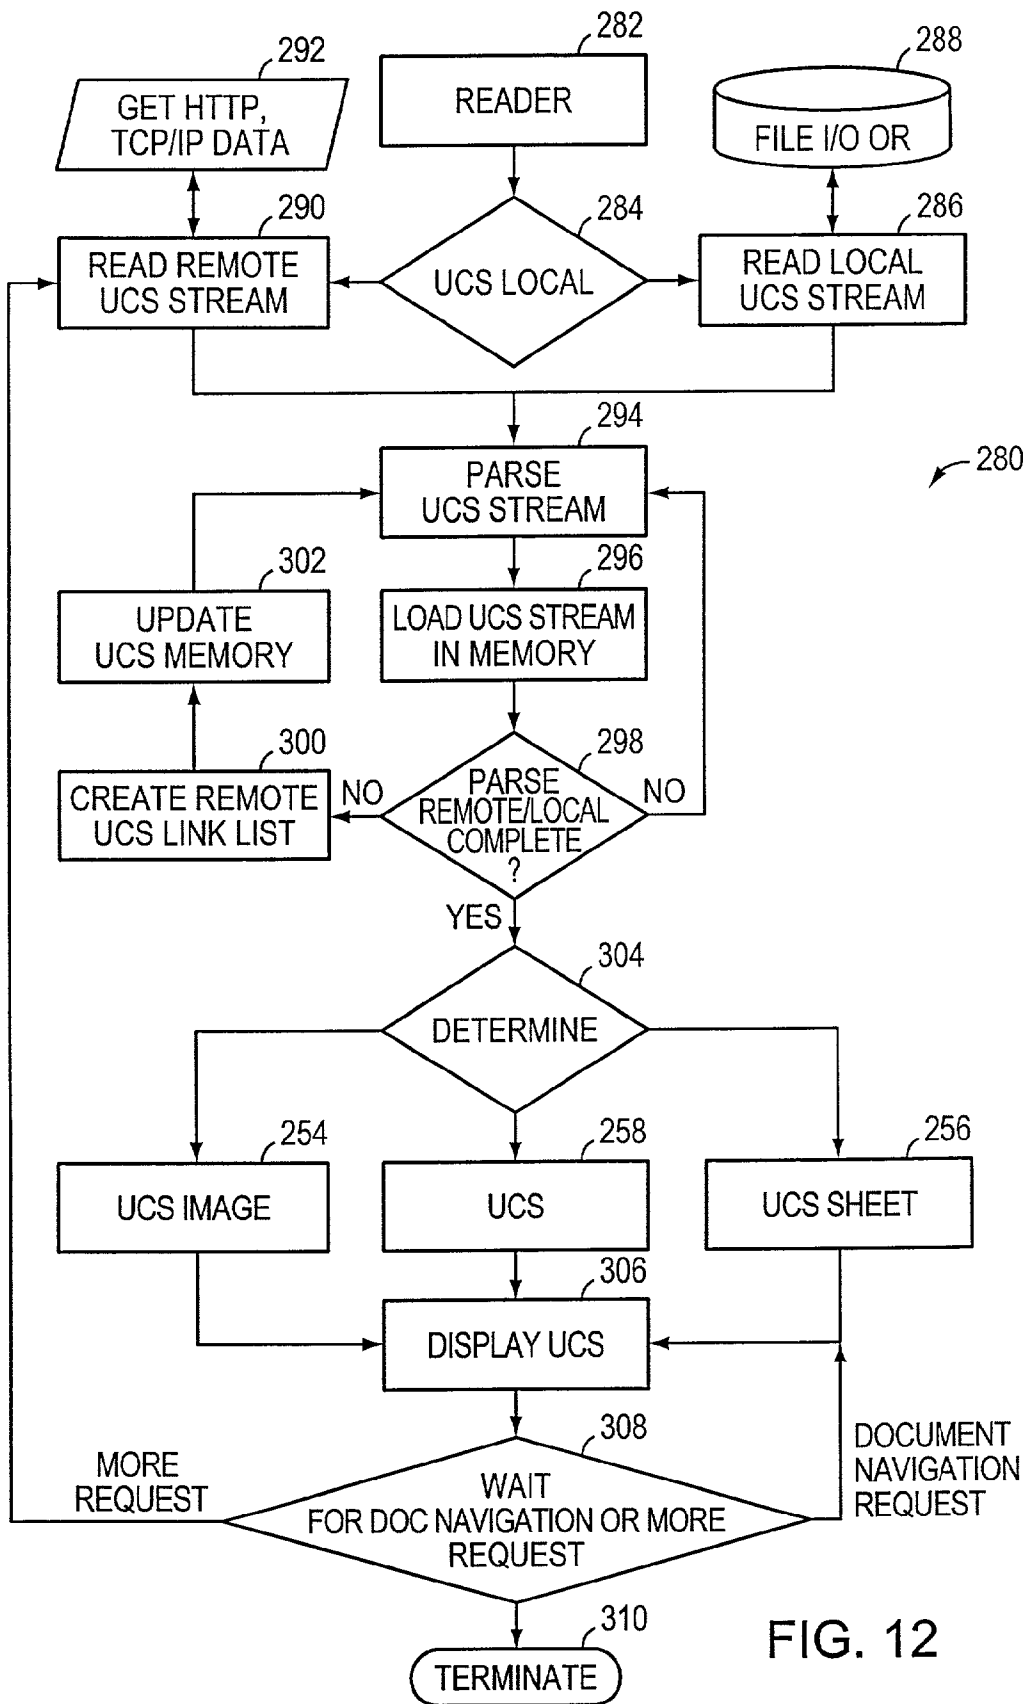 292
GET HTTP,
TCP/IP DATA
282
READER
288
FILE I/O OR
290
READ REMOTE
UCS STREAM
284
UCS LOCAL
286
READ LOCAL
UCS STREAM
294
PARSE
UCS STREAM
280
302
UPDATE
UCS MEMORY
296
LOAD UCS STREAM
IN MEMORY
300
CREATE REMOTE
UCS LINK LIST
NO
298
PARSE
REMOTE/LOCAL
COMPLETE
?
NO
YES
304
DETERMINE
254
UCS IMAGE
258
UCS
256
UCS SHEET
306
DISPLAY UCS
MORE
REQUEST
308
WAIT
FOR DOC NAVIGATION OR MORE
REQUEST
DOCUMENT
NAVIGATION
REQUEST
310
TERMINATE
FIG. 12